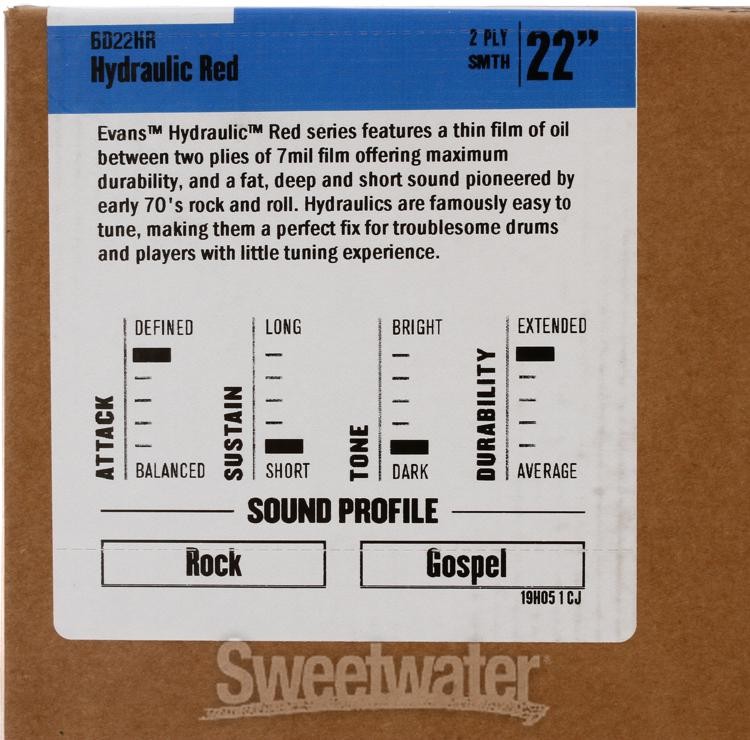 BD22HR
Hydraulic Red
2 PLY
SMTH
22”
Evans™ Hydraulic™ Red series features a thin film of oil
between two plies of 7mil film offering maximum
durability, and a fat, deep and short sound pioneered by
early 70's rock and roll. Hydraulics are famously easy to
tune, making them a perfect fix for troublesome drums
and players with little tuning experience.
ATTACK
DEFINED
BALANCED
SUSTAIN
LONG
SHORT
TONE
BRIGHT
DARK
DURABILITY
EXTENDED
AVERAGE
SOUND PROFILE
Rock
Gospel
19H05 1 CJ
Sweetwater